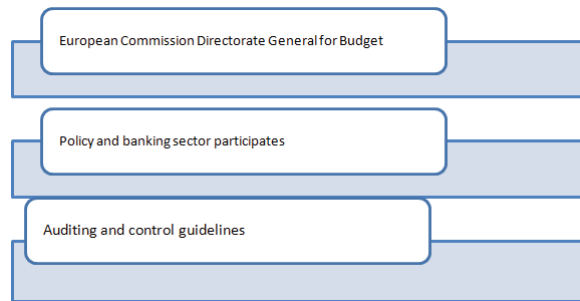 European Commission Directorate General for Budget
Policy and banking sector participates
Auditing and control guidelines